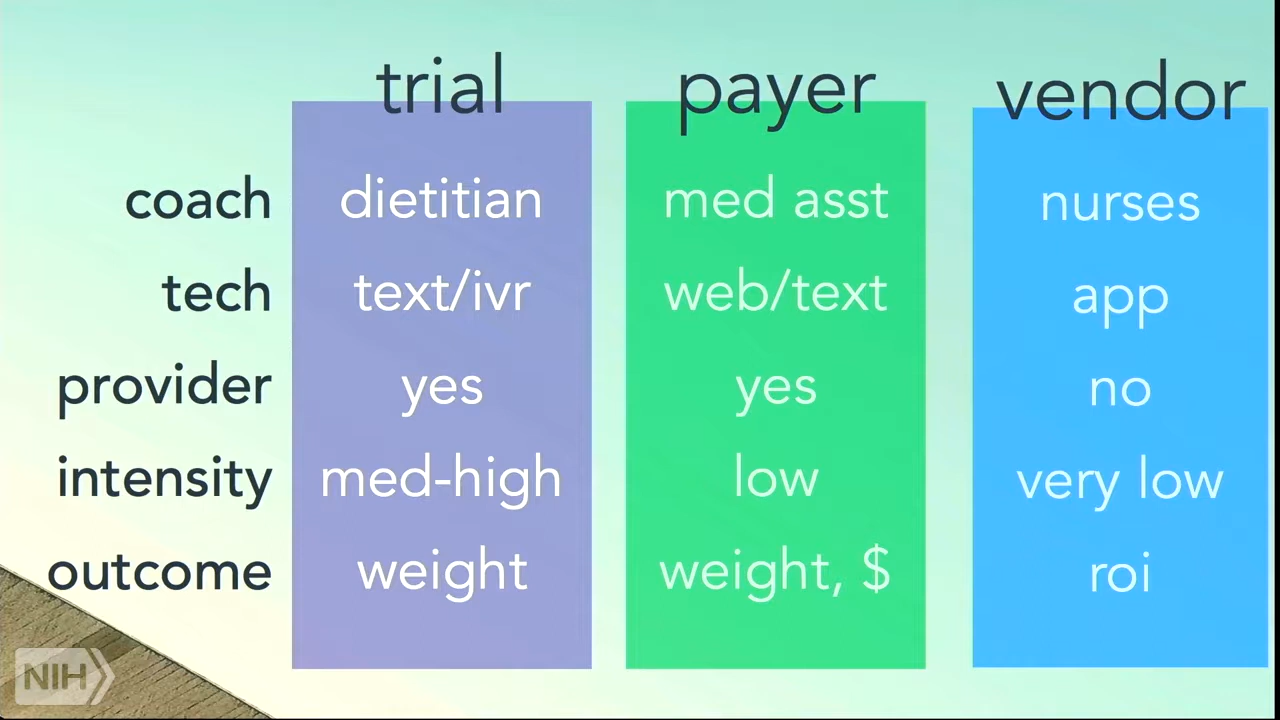 trial payer vendor
coach dietitian med asst nurses
tech text/ivr web/text app
provider yes yes no
intensity med-high low very low
outcome weight weight, $ roi
NIH